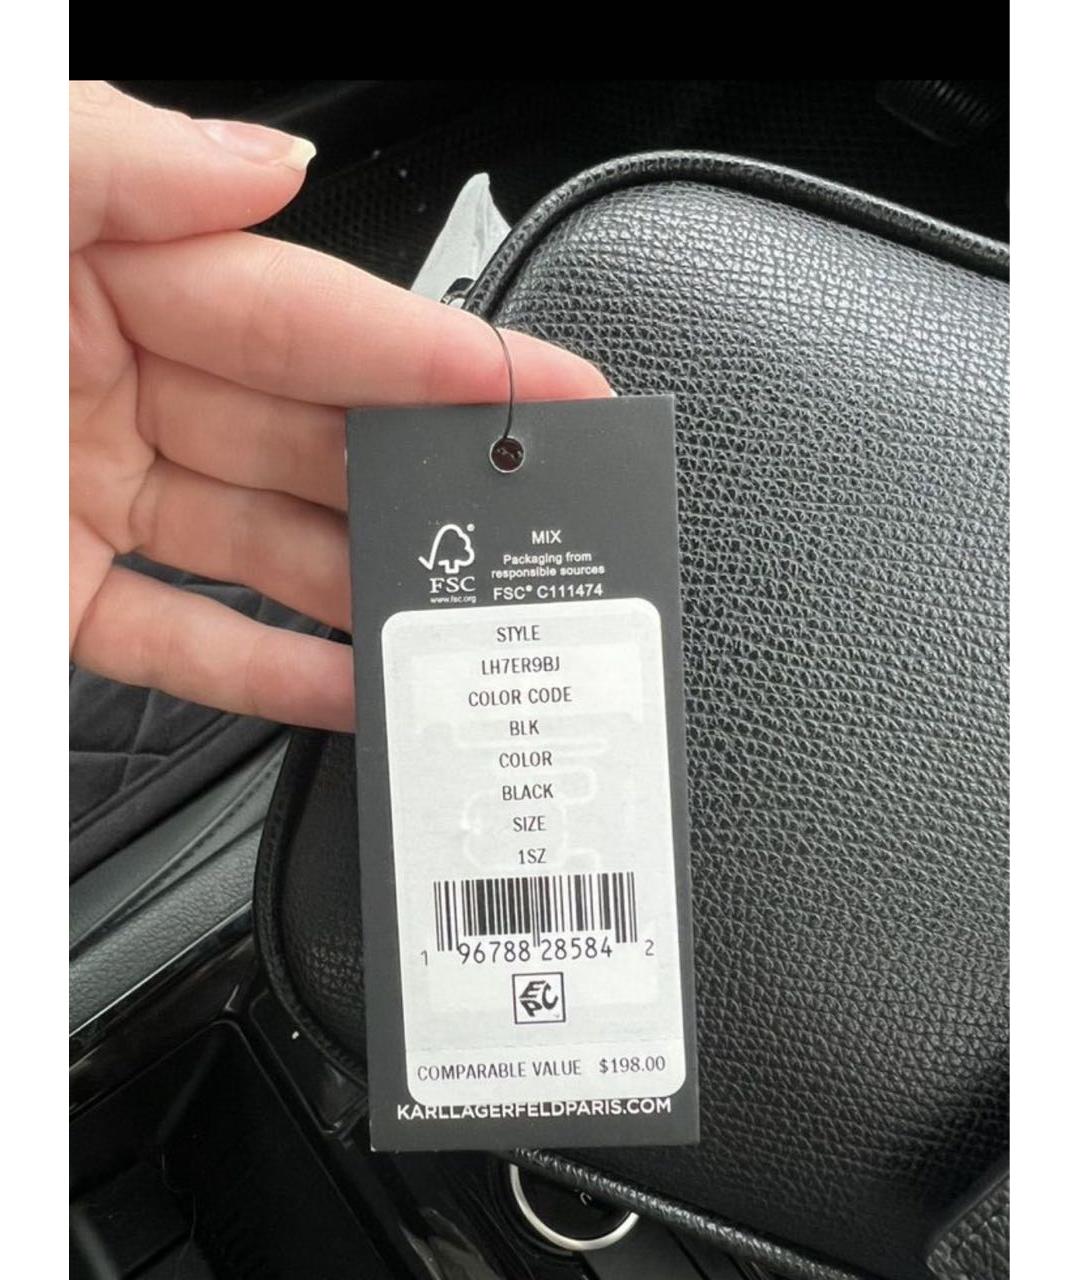 MIX
Packaging from
responsible sources
FSC® C111474
FSC
www.fsc.org
STYLE
LH7ER9BJ
COLOR CODE
BLK
COLOR
BLACK
SIZE
1SZ
1 96788 28584 2
EPC
COMPARABLE VALUE $198.00
KARLLAGERFELDPARIS.COM